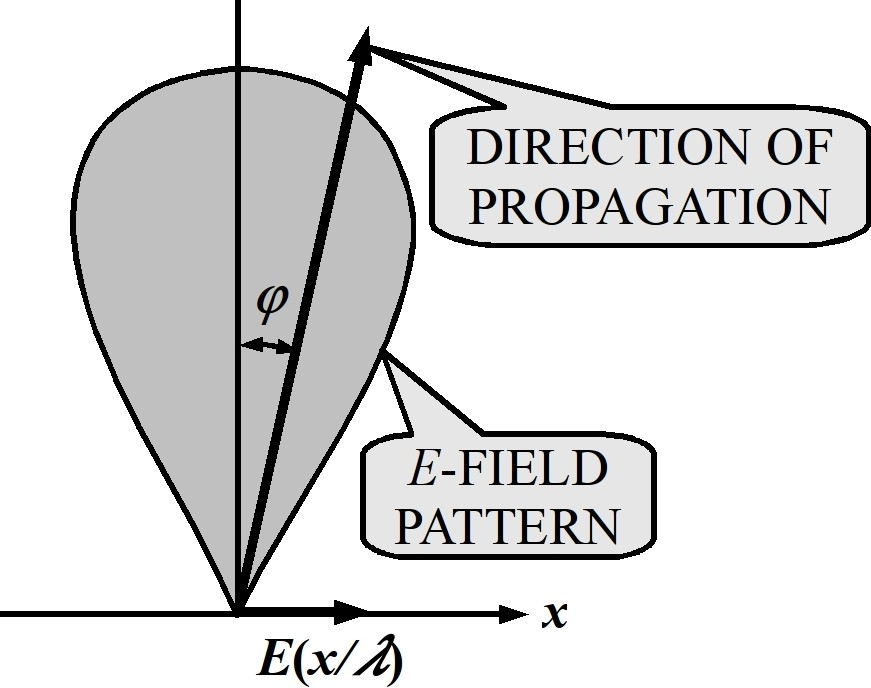 DIRECTION OF
PROPAGATION
φ
E-FIELD
PATTERN
x
E(x/λ)